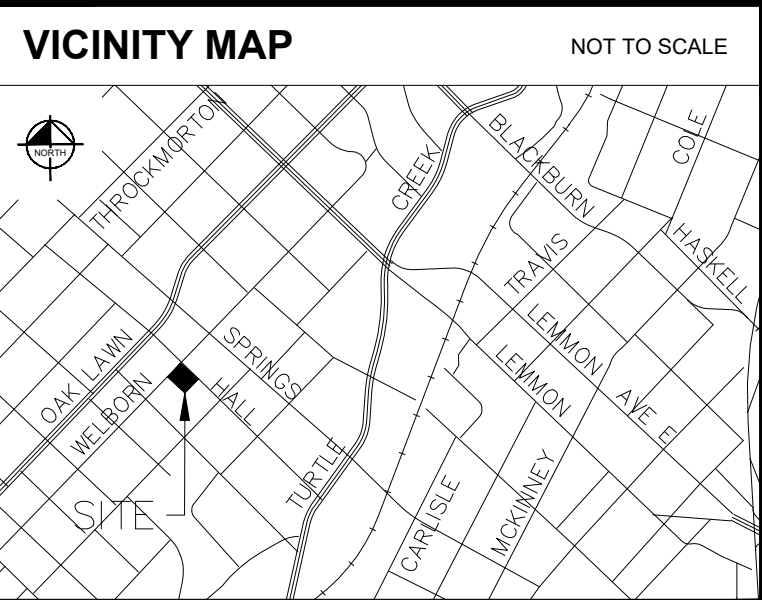 VICINITY MAP
NOT TO SCALE
NORTH
THROCKMORTON
CREEK
BLACKBURN
COLE
HASKELL
TRAVIS
LEMMON
AVE E
LEMMON
SPRINGS
OAK LAWN
WELBORN
HALL
TURTLE
CARLISLE
MCKINNEY
SITE